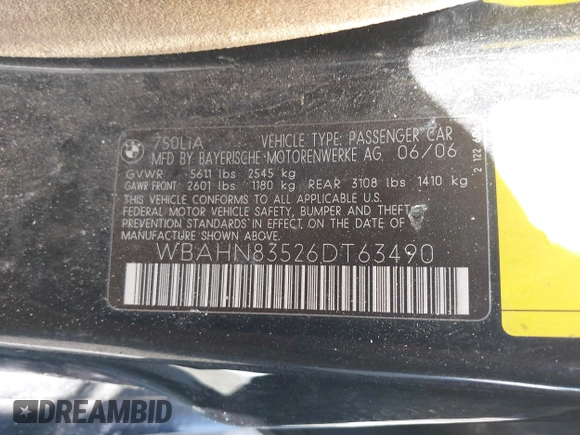 750LiA VEHICLE TYPE: PASSENGER CAR
MFD BY BAYERISCHE MOTORENWERKE AG 06/06
GVWR 5611 lbs 2545 kg
GAWR FRONT 2601 lbs 1180 kg REAR 3108 lbs 1410 kg
THIS VEHICLE CONFORMS TO ALL APPLICABLE U.S.
FEDERAL MOTOR VEHICLE SAFETY, BUMPER AND THEFT
PREVENTION STANDARDS IN EFFECT ON THE DATE OF
MANUFACTURE SHOWN ABOVE.
WBAHN83526DT63490
2 122
DREAMBID